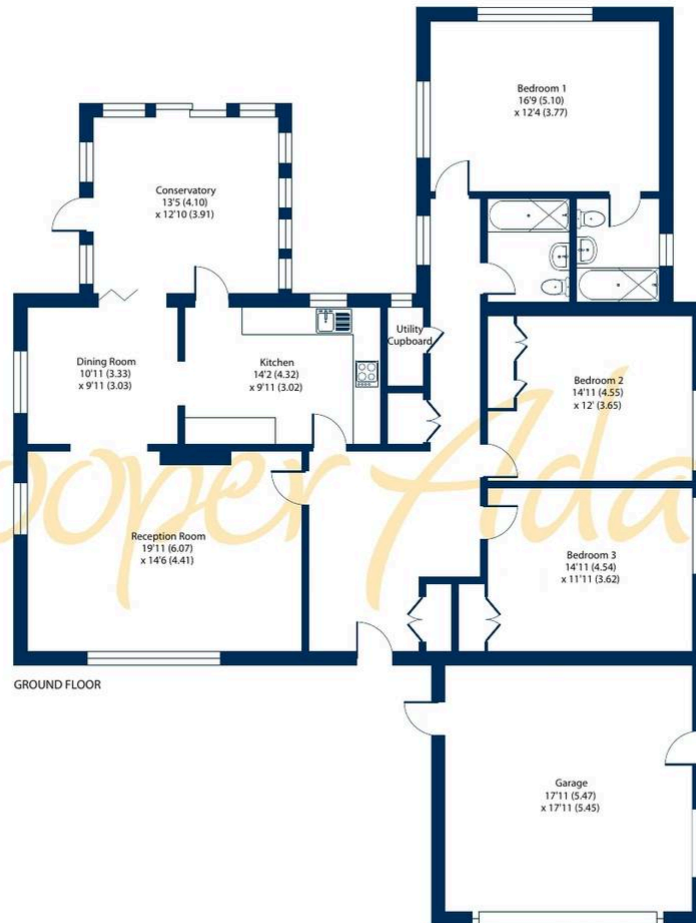 Bedroom 1
16'9 (5.10)
x 12'4 (3.77)
Conservatory
13'5 (4.10)
x 12'10 (3.91)
Utility
Cupboard
Dining Room
10'11 (3.33)
x 9'11 (3.03)
Kitchen
14'2 (4.32)
x 9'11 (3.02)
Bedroom 2
14'11 (4.55)
x 12' (3.65)
ooper Ada
Reception Room
19'11 (6.07)
x 14'6 (4.41)
Bedroom 3
14'11 (4.54)
x 11'11 (3.62)
GROUND FLOOR
Garage
17'11 (5.47)
x 17'11 (5.45)